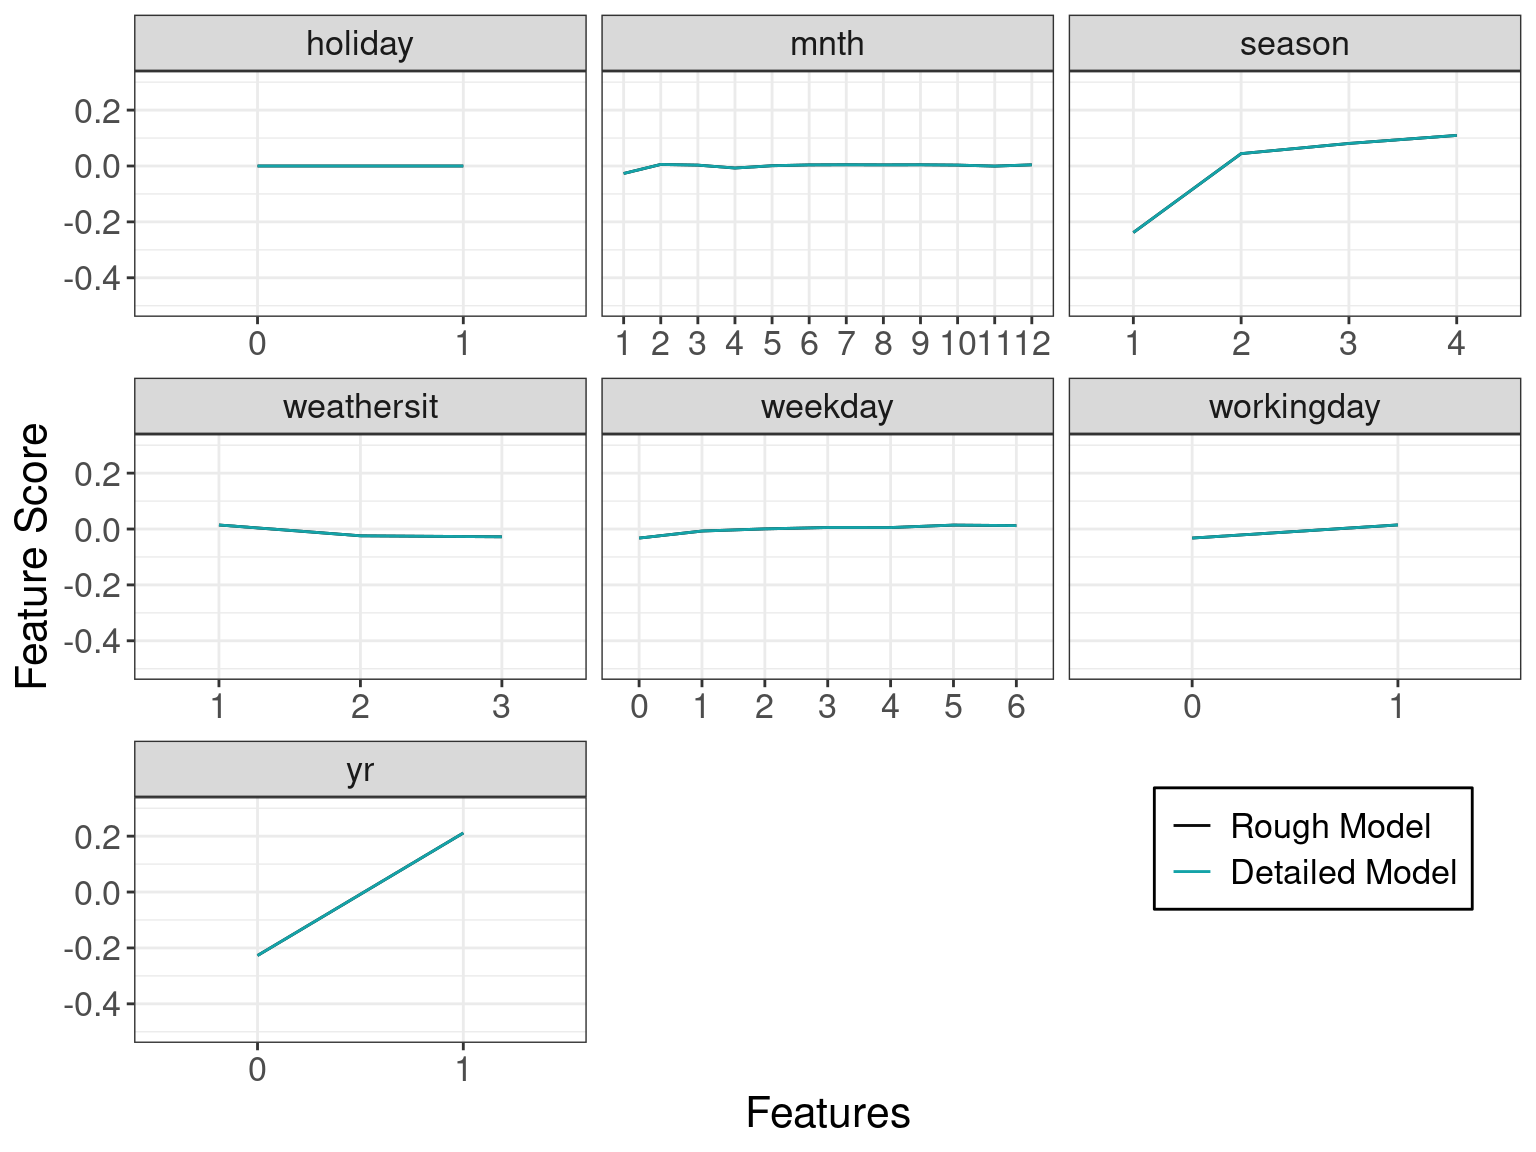 holiday mnth season
0.2
0.0
-0.2
-0.4
0 1 1 2 3 4 5 6 7 8 9 10 11 12 1 2 3 4
weathersit weekday workingday
Feature Score
0.2
0.0
-0.2
-0.4
1 2 3 0 1 2 3 4 5 6 0 1
yr
0.2
0.0
-0.2
-0.4
0 1
Rough Model
Detailed Model
Features